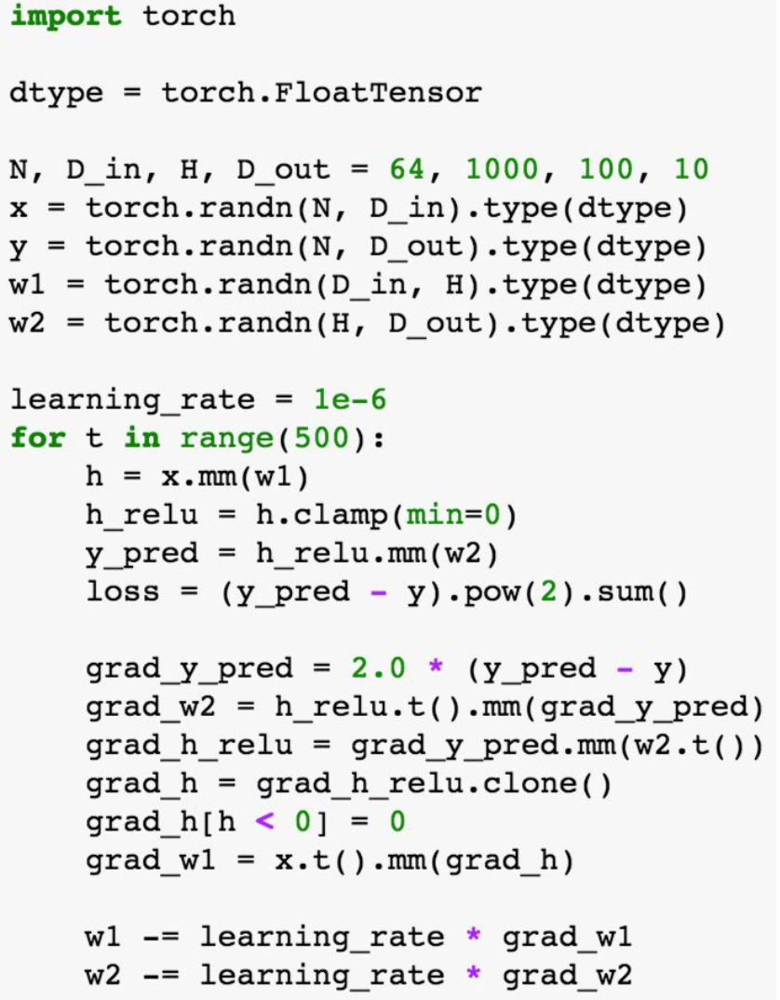 import torch
dtype = torch.FloatTensor
N, D_in, H, D_out = 64, 1000, 100, 10
x = torch.randn(N, D_in).type(dtype)
y = torch.randn(N, D_out).type(dtype)
w1 = torch.randn(D_in, H).type(dtype)
w2 = torch.randn(H, D_out).type(dtype)
learning_rate = 1e-6
for t in range(500):
    h = x.mm(w1)
    h_relu = h.clamp(min=0)
    y_pred = h_relu.mm(w2)
    loss = (y_pred - y).pow(2).sum()
    grad_y_pred = 2.0 * (y_pred - y)
    grad_w2 = h_relu.t().mm(grad_y_pred)
    grad_h_relu = grad_y_pred.mm(w2.t())
    grad_h = grad_h_relu.clone()
    grad_h[h < 0] = 0
    grad_w1 = x.t().mm(grad_h)
    w1 -= learning_rate * grad_w1
    w2 -= learning_rate * grad_w2